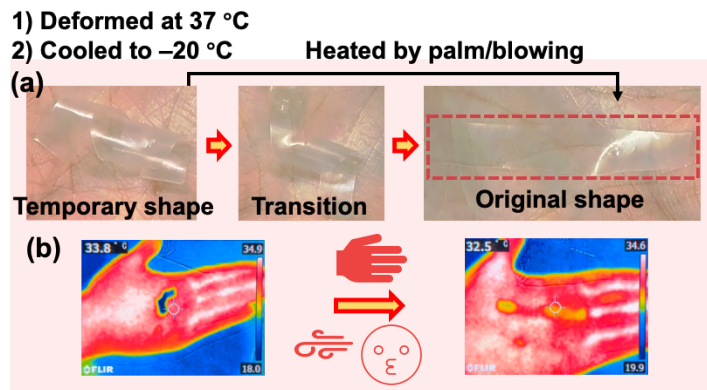 1) Deformed at 37 °C
2) Cooled to –20 °C
Heated by palm/blowing
(a)
Temporary shape
Transition
Original shape
(b)
33.8 °C
34.9
18.0
FLIR
32.5 °C
34.6
19.9
FLIR